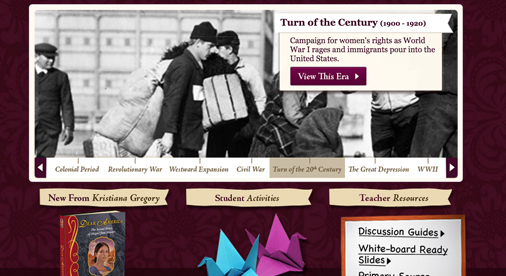 Turn of the Century (1900 - 1920)
Campaign for women's rights as World
War I rages and immigrants pour into the
United States.
View This Era
Colonial Period Revolutionary War Westward Expansion Civil War Turn of the 20th Century The Great Depression WWII
New From Kristiana Gregory
Student Activities
Teacher Resources
DEAR AMERICA
Discussion Guides
White-board Ready
Slides
Primary Source